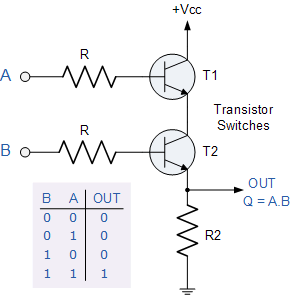 +Vcc
R
A
T1
Transistor
Switches
R
B
T2
OUT
Q = A.B
B A OUT
0 0 0
0 1 0
1 0 0
1 1 1
R2